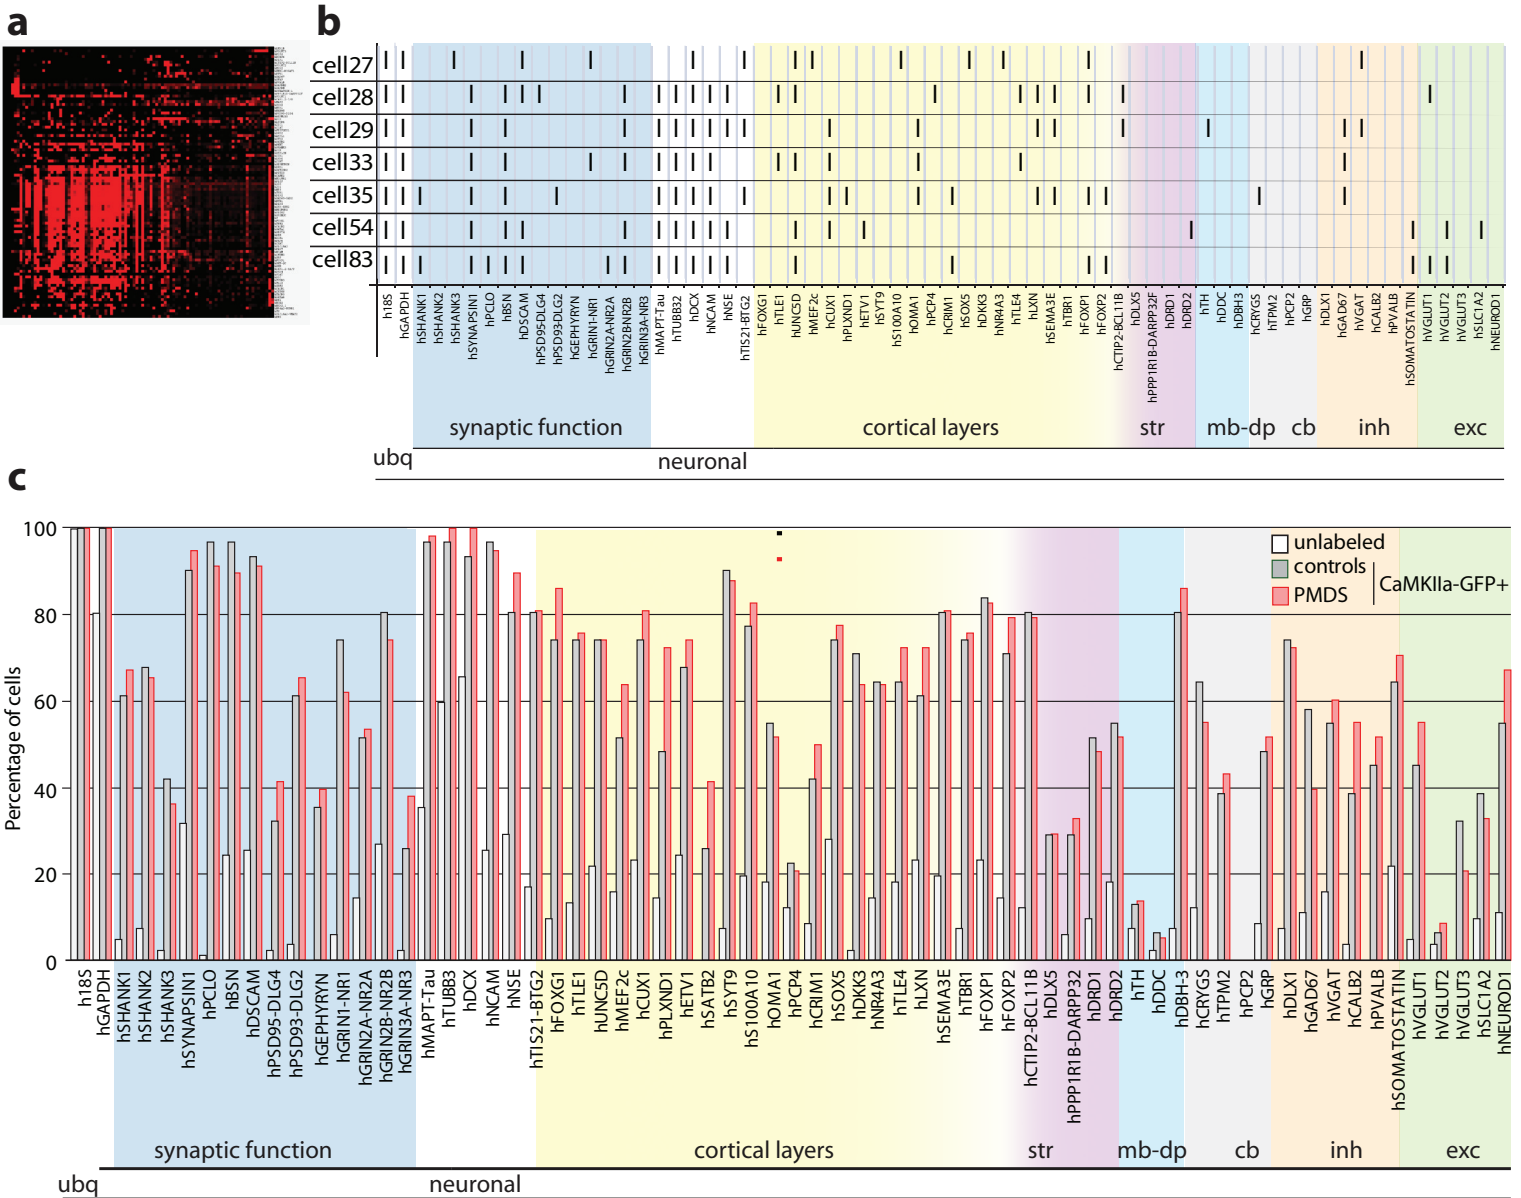 a
b
cell27
cell28
cell29
cell33
cell35
cell54
cell83
h18S
hGAPDH
hSHANK1
hSHANK2
hSHANK3
hSYNAPSIN1
hPCLO
hBSN
hDSCAM
hPSD95-DLG4
hPSD93-DLG2
hGEPHYRYN
hGRIN1-NR1
hGRIN2A-NR2A
hGRIN2BNR2B
hGRIN3A-NR3
hMAPT-Tau
hTUBB32
hDCX
hNCAM
hNSE
hTIS21-BTG2
hFOXG1
hTLE1
hUNC5D
hMEF2c
hCUX1
hPLXND1
hETV1
hSYT9
hS100A10
hOMA1
hPCP4
hCRIM1
hSOX5
hDKK3
hNR4A3
hTLE4
hLXN
hSEMA3E
hTBR1
hFOXP1
hFOXP2
hCTIP2-BCL11B
hDLX5
hPPP1R1B-DARPP32F
hDRD1
hDRD2
hTH
hDDC
hDBH3
hCRYGS
hTPM2
hPCP2
hGRP
hDLX1
hGAD67
hVGAT
hCALB2
hPVALB
hSOMATOSTATIN
hVGLUT1
hVGLUT2
hVGLUT3
hSLC1A2
hNEUROD1
synaptic function
cortical layers
str
mb-dp
cb
inh
exc
ubq
neuronal
c
Percentage of cells
100
80
60
40
20
0
unlabeled
controls
PMDS
CaMKIIa-GFP+
h18S
hGAPDH
hSHANK1
hSHANK2
hSHANK3
hSYNAPSIN1
hPCLO
hBSN
hDSCAM
hPSD95-DLG4
hPSD93-DLG2
hGEPHYRYN
hGRIN1-NR1
hGRIN2A-NR2A
hGRIN2B-NR2B
hGRIN3A-NR3
hMAPT-Tau
hTUBB3
hDCX
hNCAM
hNSE
hTIS21-BTG2
hFOXG1
hTLE1
hUNC5D
hMEF2c
hCUX1
hPLXND1
hETV1
hSATB2
hSYT9
hS100A10
hOMA1
hPCP4
hCRIM1
hSOX5
hDKK3
hNR4A3
hTLE4
hLXN
hSEMA3E
hTBR1
hFOXP1
hFOXP2
hCTIP2-BCL11B
hDLX5
hPPP1R1B-DARPP32
hDRD1
hDRD2
hTH
hDDC
hDBH-3
hCRYGS
hTPM2
hPCP2
hGRP
hDLX1
hGAD67
hVGAT
hCALB2
hPVALB
hSOMATOSTATIN
hVGLUT1
hVGLUT2
hVGLUT3
hSLC1A2
hNEUROD1
synaptic function
cortical layers
str
mb-dp
cb
inh
exc
ubq
neuronal